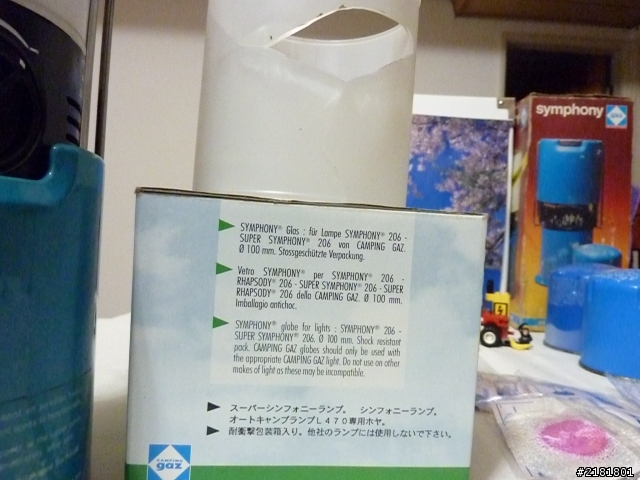 symphony
SYMPHONY® Glas : für Lampe SYMPHONY® 206 -
SUPER SYMPHONY® 206 von CAMPING GAZ.
Ø 100 mm. Stossgeschützte Verpackung.
Vetro SYMPHONY® per SYMPHONY® 206 -
RHAPSODY® 206 - SUPER SYMPHONY® 206 - SUPER
RHAPSODY® 206 della CAMPING GAZ. Ø 100 mm.
Imballagio antichoc.
SYMPHONY® globe for lights : SYMPHONY® 206 -
SUPER SYMPHONY® 206. Ø 100 mm. Shock resistant
pack. CAMPING GAZ globes should only be used with
the appropriate CAMPING GAZ light. Do not use on other
makes of light as these may be incompatible.
スーパーシンフォニーランプ。 シンフォニーランプ。
オートキャンプランプL470専用ホヤ。
耐衝撃包装箱入り。他社のランプには使用しないで下さい。
CAMPING
gaz
#2181801